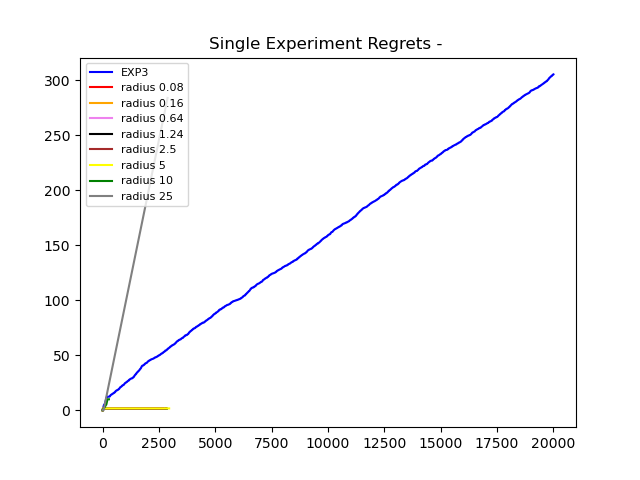 Single Experiment Regrets -
EXP3
radius 0.08
radius 0.16
radius 0.64
radius 1.24
radius 2.5
radius 5
radius 10
radius 25
300
250
200
150
100
50
0
0 2500 5000 7500 10000 12500 15000 17500 20000